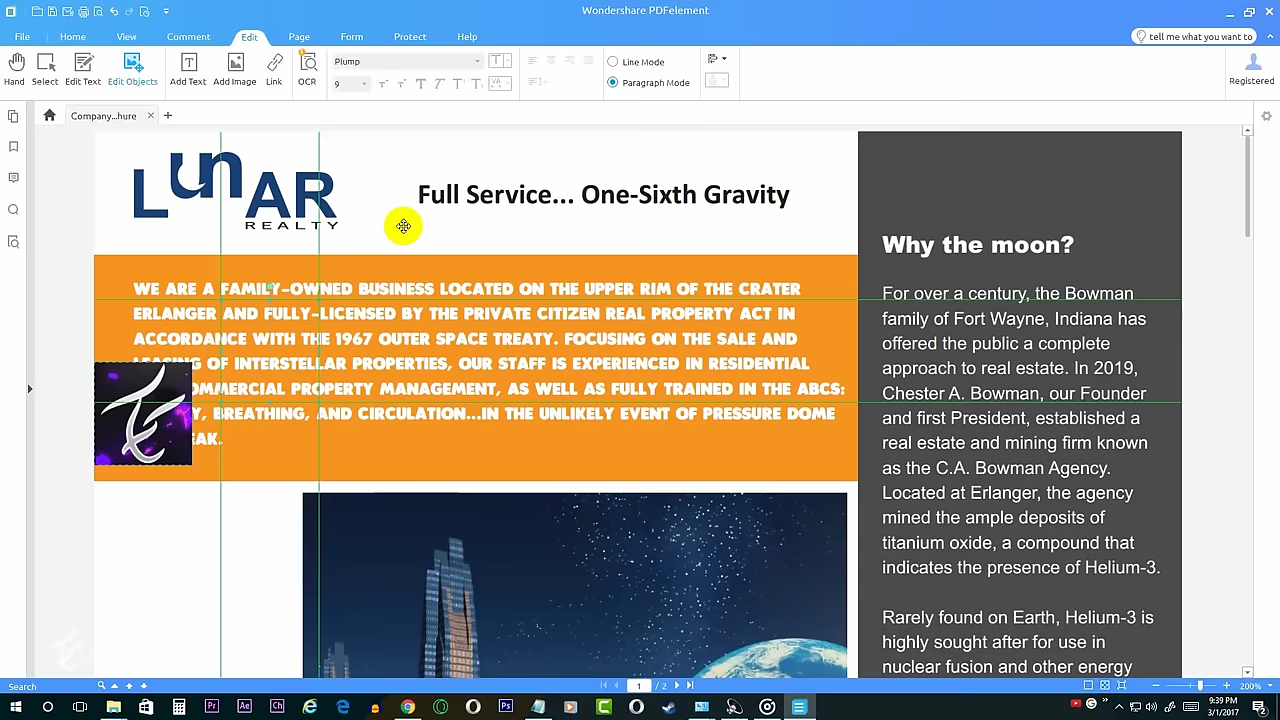 Wondershare PDFelement
File Home View Comment Edit Page Form Protect Help
tell me what you want to
Hand Select Edit Text Edit Objects Add Text Add Image Link OCR
Plump
9
Line Mode
Paragraph Mode
Registered
Company...hure
LunAR
REALTY
Full Service... One-Sixth Gravity
WE ARE A FAMILY-OWNED BUSINESS LOCATED ON THE UPPER RIM OF THE CRATER
ERLANGER AND FULLY-LICENSED BY THE PRIVATE CITIZEN REAL PROPERTY ACT IN
ACCORDANCE WITH THE 1967 OUTER SPACE TREATY. FOCUSING ON THE SALE AND
OF INTERSTELLAR PROPERTIES, OUR STAFF IS EXPERIENCED IN RESIDENTIAL
PROPERTY MANAGEMENT, AS WELL AS FULLY TRAINED IN THE ABCS:
BREATHING, AND CIRCULATION...IN THE UNLIKELY EVENT OF PRESSURE DOME
Why the moon?
For over a century, the Bowman
family of Fort Wayne, Indiana has
offered the public a complete
approach to real estate. In 2019,
Chester A. Bowman, our Founder
and first President, established a
real estate and mining firm known
as the C.A. Bowman Agency.
Located at Erlanger, the agency
mined the ample deposits of
titanium oxide, a compound that
indicates the presence of Helium-3.
Rarely found on Earth, Helium-3 is
highly sought after for use in
nuclear fusion and other energy
Search
1 / 2
200%
Pr Ae Ch Ps
9:39 PM
3/1/2017